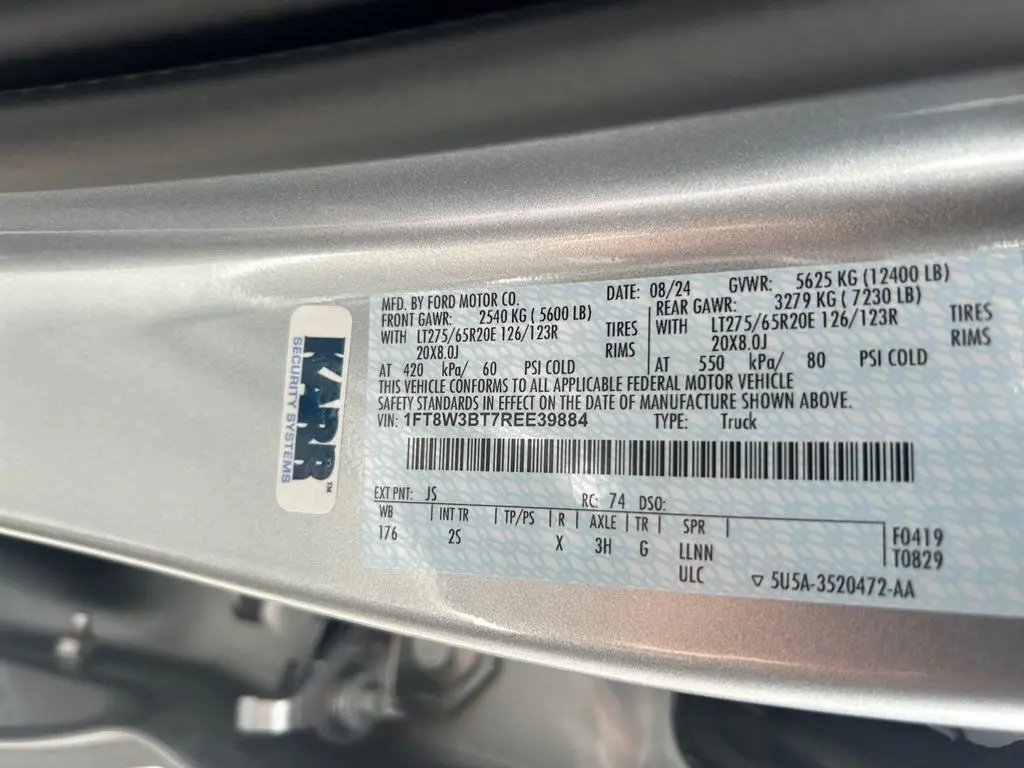 KARR™
SECURITY SYSTEMS
MFD. BY FORD MOTOR CO.
DATE: 08/24 GVWR: 5625 KG (12400 LB)
FRONT GAWR: 2540 KG ( 5600 LB)
WITH LT275/65R20E 126/123R TIRES
20X8.0J RIMS
AT 420 kPa/ 60 PSI COLD
REAR GAWR: 3279 KG ( 7230 LB)
WITH LT275/65R20E 126/123R TIRES
20X8.0J RIMS
AT 550 kPa/ 80 PSI COLD
THIS VEHICLE CONFORMS TO ALL APPLICABLE FEDERAL MOTOR VEHICLE
SAFETY STANDARDS IN EFFECT ON THE DATE OF MANUFACTURE SHOWN ABOVE.
VIN: 1FT8W3BT7REE39884 TYPE: Truck
EXT PNT: JS RC: 74 DSO:
WB | INT TR | TP/PS | R | AXLE | TR | SPR |
176 2S X 3H G LLNN
ULC
F0419
T0829
▽ 5U5A-3520472-AA